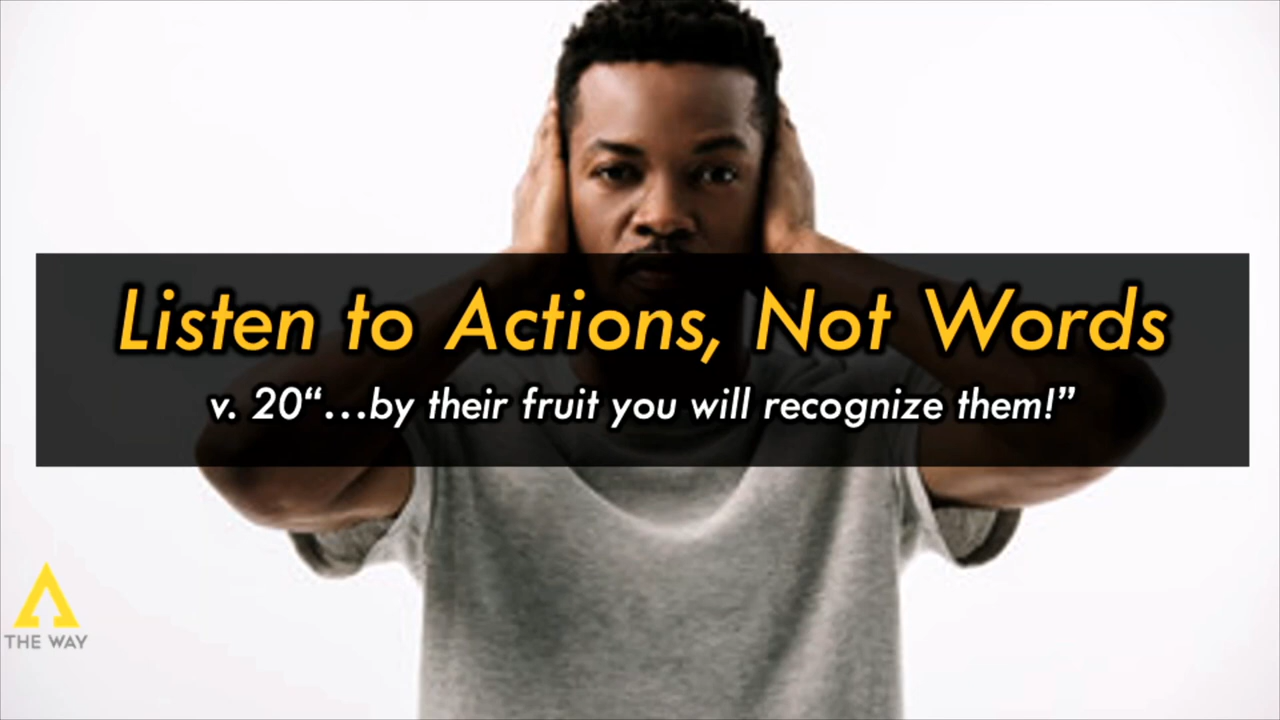 Listen to Actions, Not Words
v. 20“…by their fruit you will recognize them!”
THE WAY